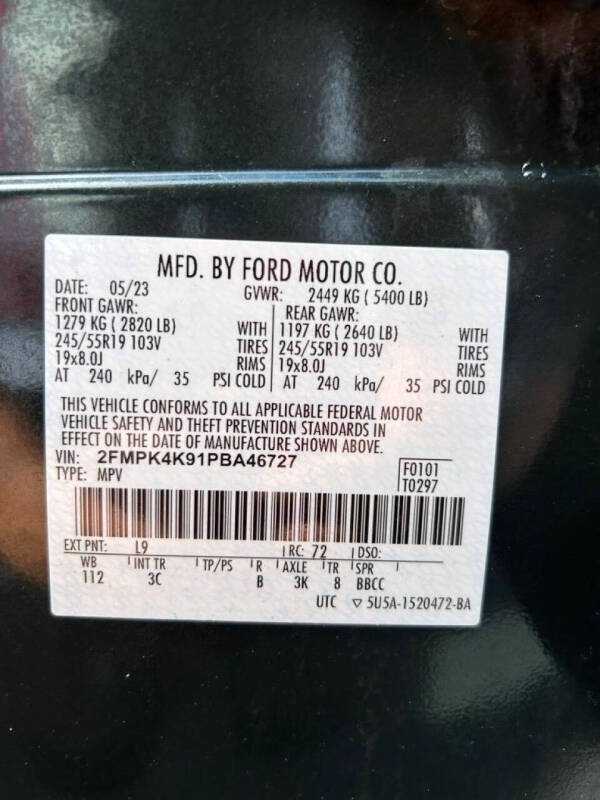 MFD. BY FORD MOTOR CO.
DATE: 05/23 GVWR: 2449 KG ( 5400 LB)
FRONT GAWR: REAR GAWR:
1279 KG ( 2820 LB) WITH 1197 KG ( 2640 LB) WITH
245/55R19 103V TIRES 245/55R19 103V TIRES
19x8.0J RIMS 19x8.0J RIMS
AT 240 kPa/ 35 PSI COLD AT 240 kPa/ 35 PSI COLD
THIS VEHICLE CONFORMS TO ALL APPLICABLE FEDERAL MOTOR
VEHICLE SAFETY AND THEFT PREVENTION STANDARDS IN
EFFECT ON THE DATE OF MANUFACTURE SHOWN ABOVE.
VIN: 2FMPK4K91PBA46727
TYPE: MPV F0101
T0297
EXT PNT: L9 RC: 72 DSO:
WB INT TR TP/PS R AXLE TR SPR
112 3C B 3K 8 BBCC
UTC ▽ 5U5A-1520472-BA